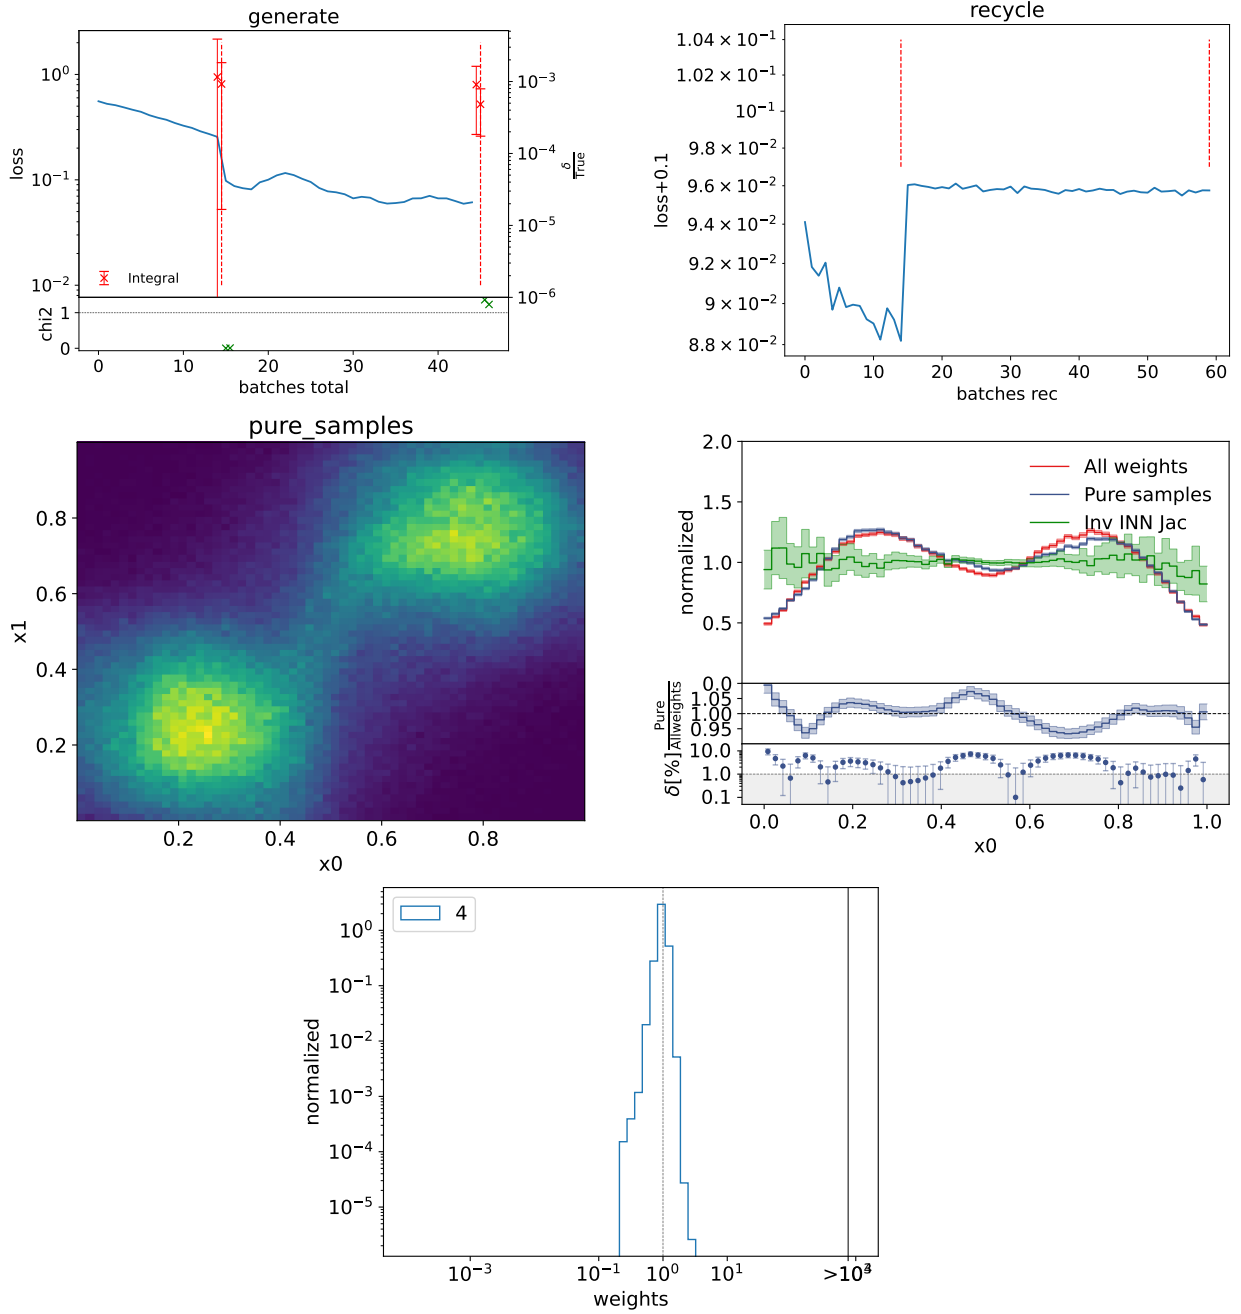 generate
10^0
10^-1
10^-2
loss
10^-3
10^-4
10^-5
10^-6
δ
True
Integral
chi2
1
0
0 10 20 30 40
batches total
recycle
1.04 × 10^-1
1.02 × 10^-1
10^-1
9.8 × 10^-2
9.6 × 10^-2
9.4 × 10^-2
9.2 × 10^-2
9 × 10^-2
8.8 × 10^-2
loss+0.1
0 10 20 30 40 50 60
batches rec
pure_samples
0.8
0.6
0.4
0.2
x1
0.2 0.4 0.6 0.8
x0
2.0
1.5
1.0
0.5
0.0
normalized
All weights
Pure samples
Inv INN Jac
Pure
Allweights
1.05
1.00
0.95
δ[%]
10.0
1.0
0.1
0.0 0.2 0.4 0.6 0.8 1.0
x0
4
10^0
10^-1
10^-2
10^-3
10^-4
10^-5
normalized
10^-3 10^-1 10^0 10^1
weights